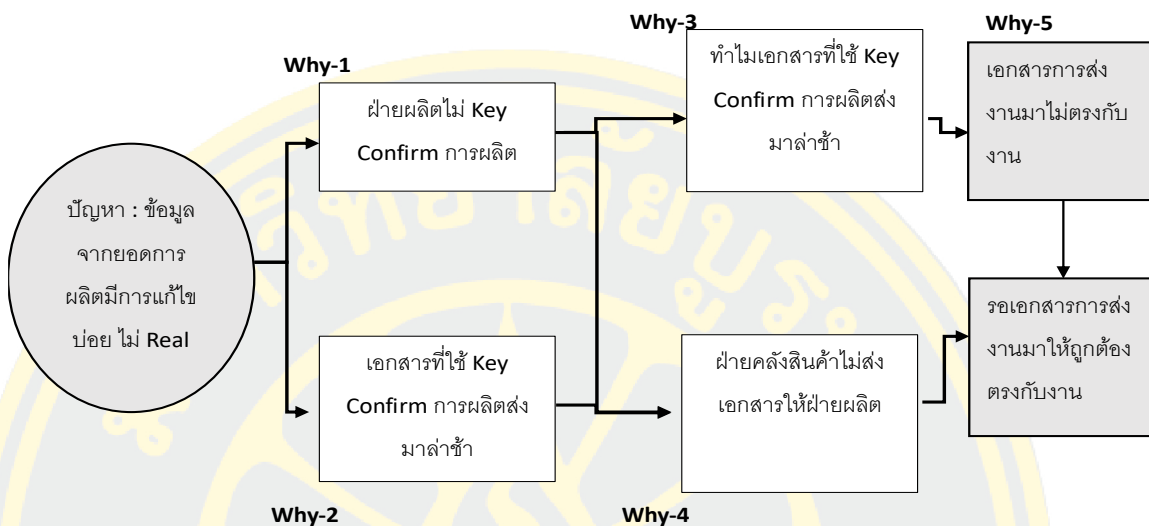 Why-1
ฝ่ายผลิตไม่ Key
Confirm การผลิต
Why-3
ทำไมเอกสารที่ใช้ Key
Confirm การผลิตส่ง
มาล่าช้า
Why-5
เอกสารการส่ง
งานมาไม่ตรงกับ
งาน
ปัญหา : ข้อมูล
จากยอดการ
ผลิตมีการแก้ไข
บ่อย ไม่ Real
เอกสารที่ใช้ Key
Confirm การผลิตส่ง
มาล่าช้า
Why-2
ฝ่ายคลังสินค้าไม่ส่ง
เอกสารให้ฝ่ายผลิต
Why-4
รอเอกสารการส่ง
งานมาให้ถูกต้อง
ตรงกับงาน